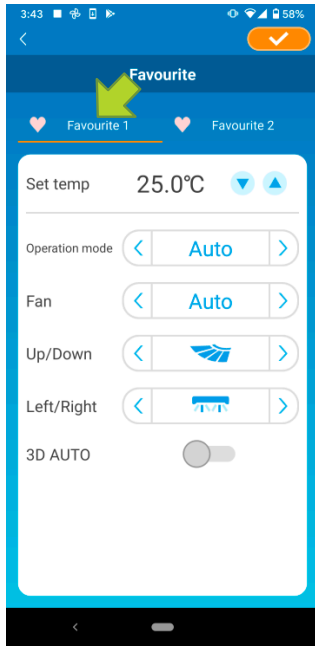 3:43 58%
Favourite
Favourite 1 Favourite 2
Set temp 25.0℃
Operation mode Auto
Fan Auto
Up/Down
Left/Right
3D AUTO